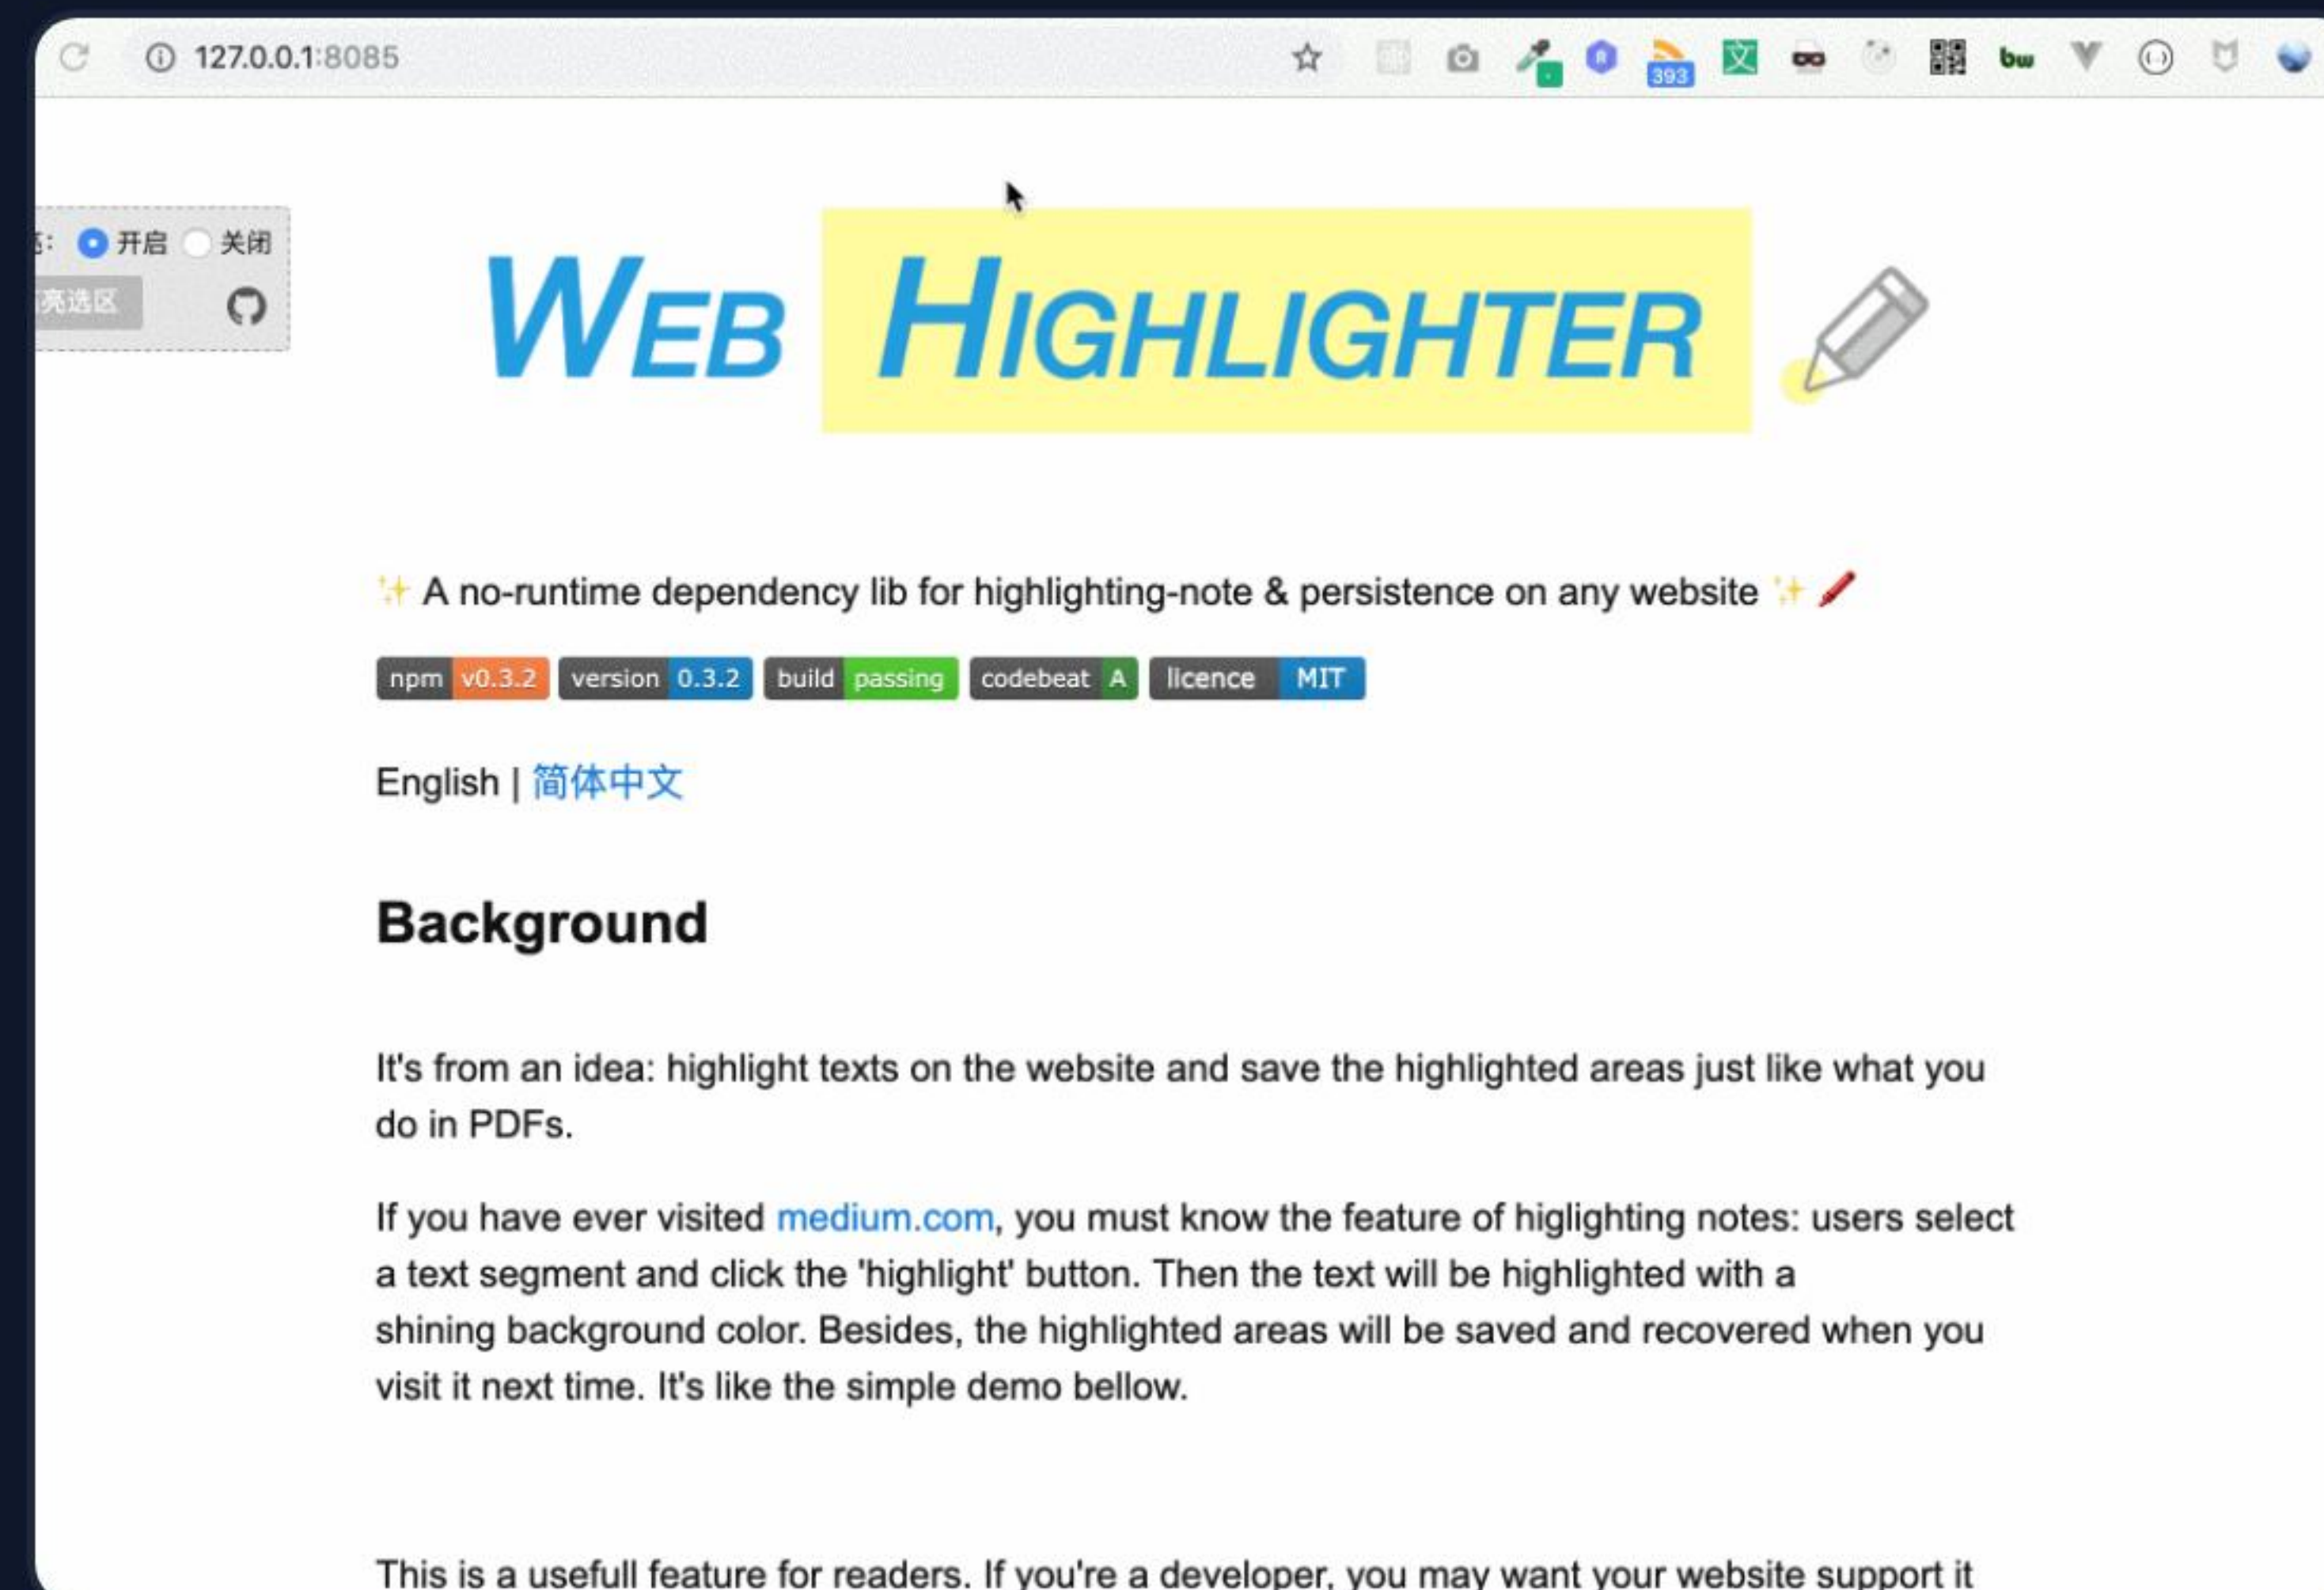 127.0.0.1:8085
393
文
bw
开启 关闭
亮选区
WEB HIGHLIGHTER
A no-runtime dependency lib for highlighting-note & persistence on any website
npm v0.3.2 version 0.3.2 build passing codebeat A licence MIT
English | 简体中文
Background
It's from an idea: highlight texts on the website and save the highlighted areas just like what you
do in PDFs.
If you have ever visited medium.com, you must know the feature of higlighting notes: users select
a text segment and click the 'highlight' button. Then the text will be highlighted with a
shining background color. Besides, the highlighted areas will be saved and recovered when you
visit it next time. It's like the simple demo bellow.
This is a usefull feature for readers. If you're a developer, you may want your website support it